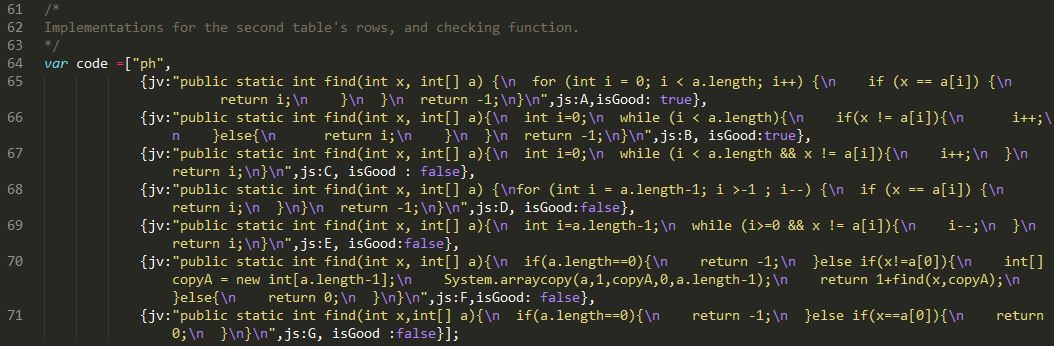 61 /*
62 Implementations for the second table's rows, and checking function.
63 */
64 var code =["ph",
65 {jv:"public static int find(int x, int[] a) {\n  for (int i = 0; i < a.length; i++) {\n    if (x == a[i]) {\n
return i;\n    }\n  }\n  return -1;\n}\n",js:A,isGood: true},
66 {jv:"public static int find(int x, int[] a){\n  int i=0;\n  while (i < a.length){\n    if(x != a[i]){\n      i++;\
n    }else{\n      return i;\n    }\n  }\n  return -1;\n}\n",js:B, isGood:true},
67 {jv:"public static int find(int x, int[] a){\n  int i=0;\n  while (i < a.length && x != a[i]){\n    i++;\n  }\n
return i;\n}\n",js:C, isGood : false},
68 {jv:"public static int find(int x, int[] a) {\nfor (int i = a.length-1; i >-1 ; i--) {\n  if (x == a[i]) {\n
return i;\n  }\n}\n  return -1;\n}\n",js:D, isGood:false},
69 {jv:"public static int find(int x, int[] a){\n  int i=a.length-1;\n  while (i>=0 && x != a[i]){\n    i--;\n  }\n
return i;\n}\n",js:E, isGood:false},
70 {jv:"public static int find(int x, int[] a){\n  if(a.length==0){\n    return -1;\n  }else if(x!=a[0]){\n    int[]
copyA = new int[a.length-1];\n    System.arraycopy(a,1,copyA,0,a.length-1);\n    return 1+find(x,copyA);\n
}else{\n    return 0;\n  }\n}\n",js:F,isGood: false},
71 {jv:"public static int find(int x,int[] a){\n  if(a.length==0){\n    return -1;\n  }else if(x==a[0]){\n    return
0;\n  }\n}\n",js:G, isGood :false}];